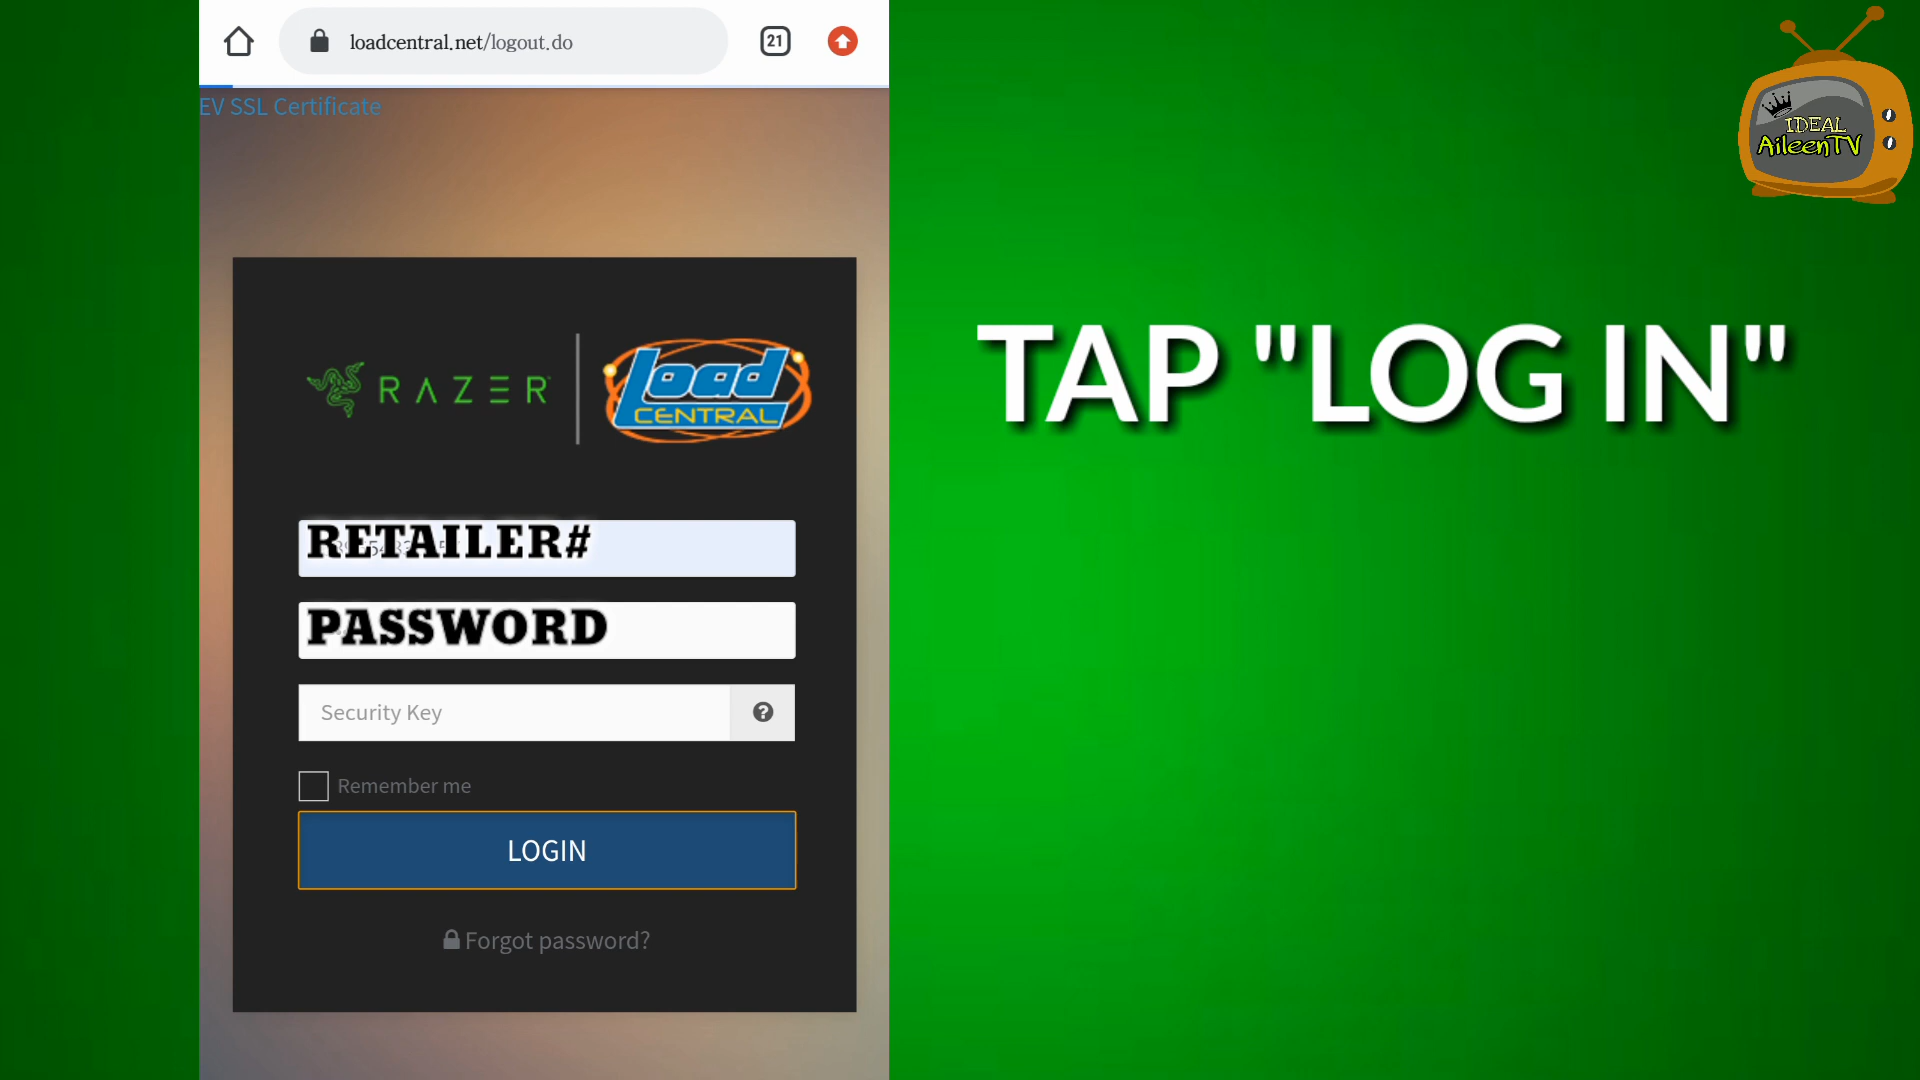 21
loadcentral.net/logout.do
EV SSL Certificate
IDEAL
AileenTV
TAP "LOG IN"
RAZER
Load
CENTRAL
RETAILER#
PASSWORD
Security Key
Remember me
LOGIN
Forgot password?